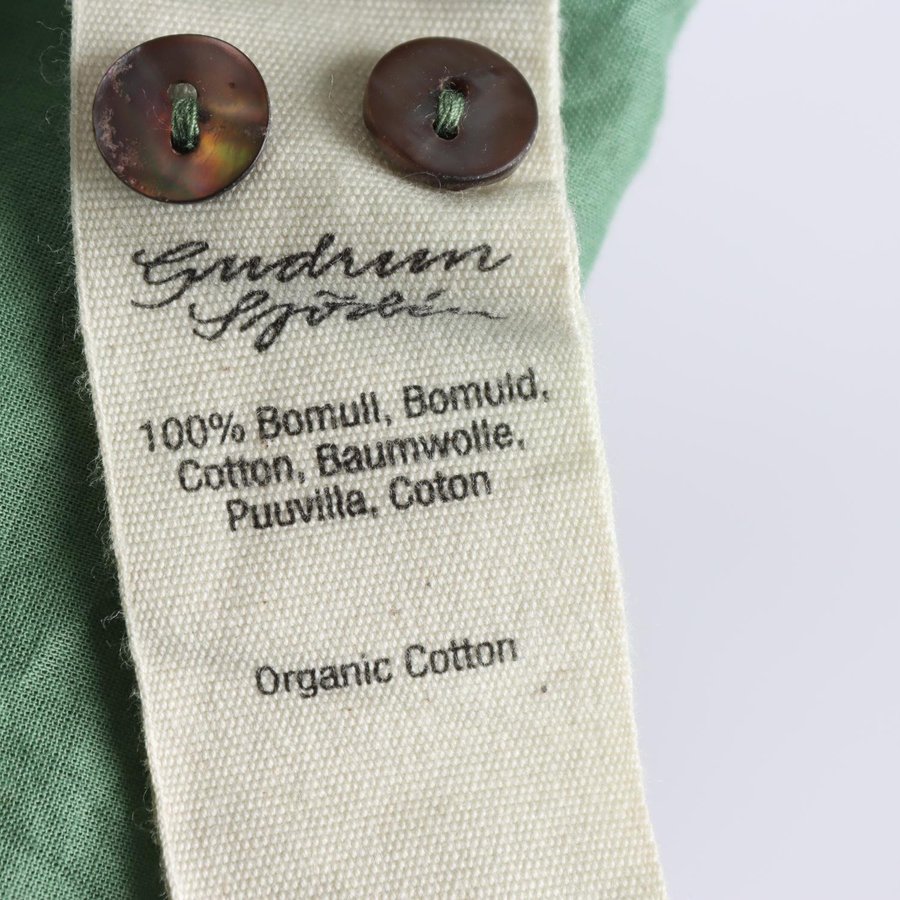 Gudrun
Sjödén
100% Bomull, Bomuld,
Cotton, Baumwolle,
Puuvilla, Coton
Organic Cotton